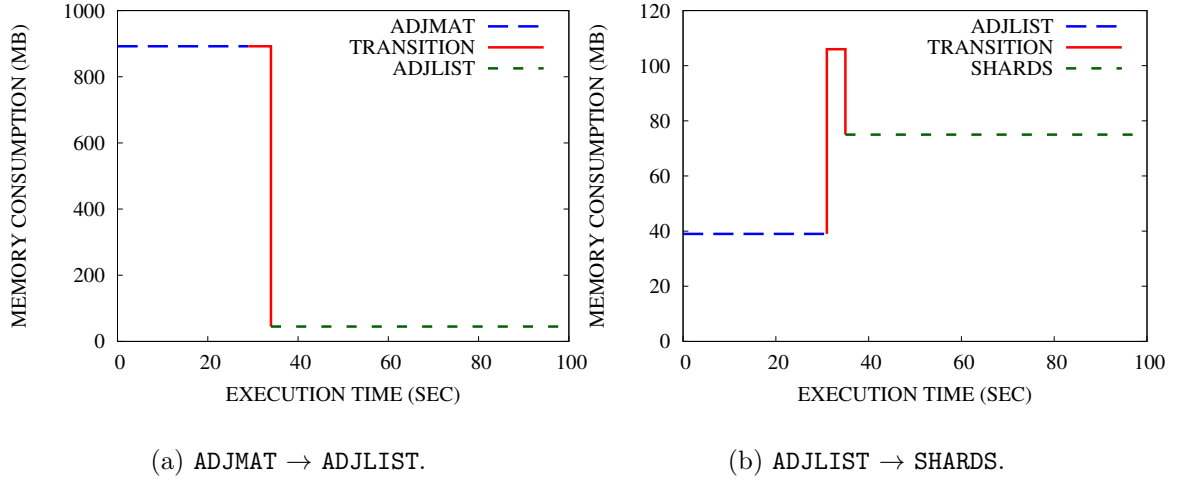 1000
800
600
400
200
0
0 20 40 60 80 100
MEMORY CONSUMPTION (MB)
EXECUTION TIME (SEC)
ADJMAT
TRANSITION
ADJLIST
(a) ADJMAT → ADJLIST.
120
100
80
60
40
20
0
0 20 40 60 80 100
MEMORY CONSUMPTION (MB)
EXECUTION TIME (SEC)
ADJLIST
TRANSITION
SHARDS
(b) ADJLIST → SHARDS.